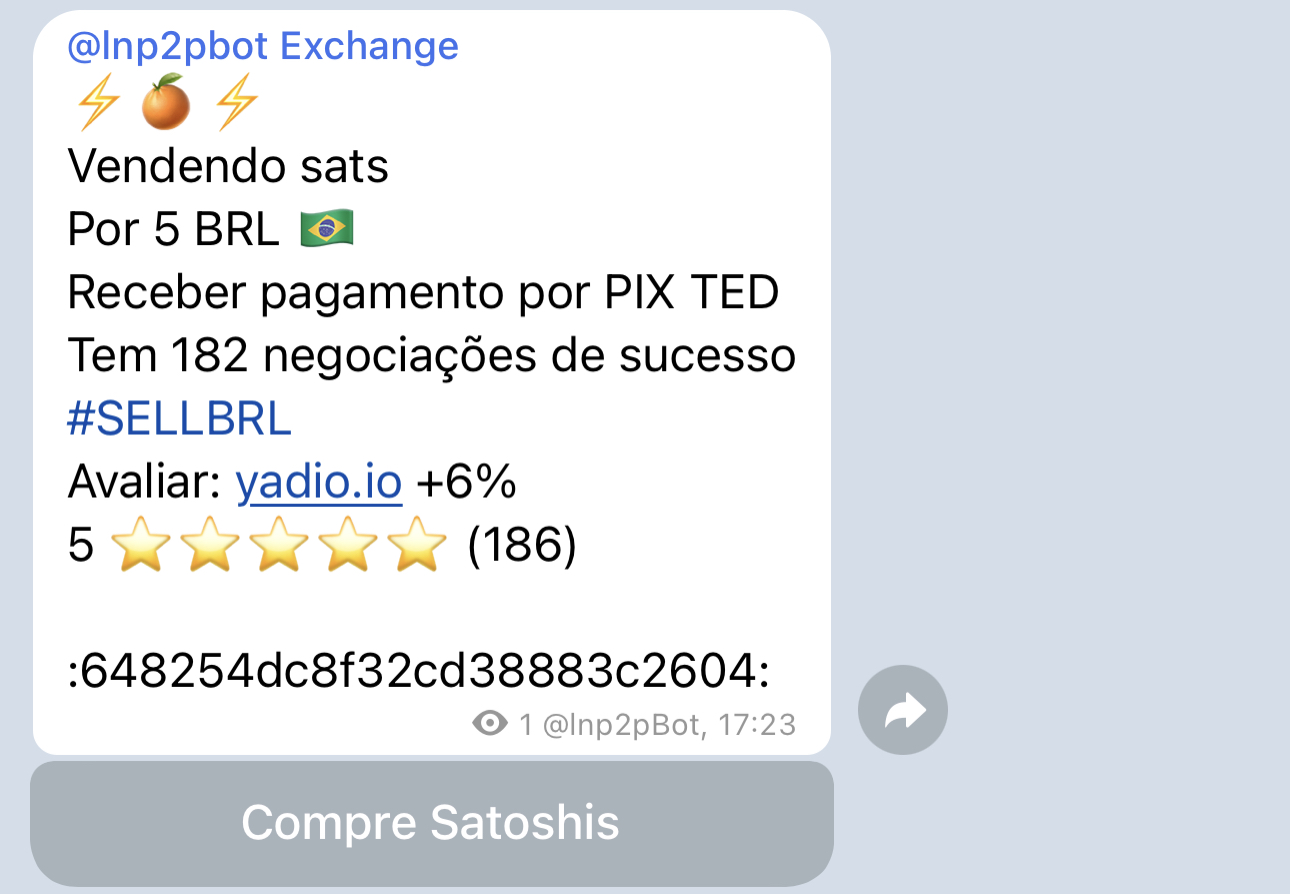 @lnp2pbot Exchange
⚡🍊⚡
Vendendo sats
Por 5 BRL 🇧🇷
Receber pagamento por PIX TED
Tem 182 negociações de sucesso
#SELLBRL
Avaliar: yadio.io +6%
5 ⭐⭐⭐⭐⭐ (186)
:648254dc8f32cd38883c2604:
1 @lnp2pBot, 17:23
Compre Satoshis